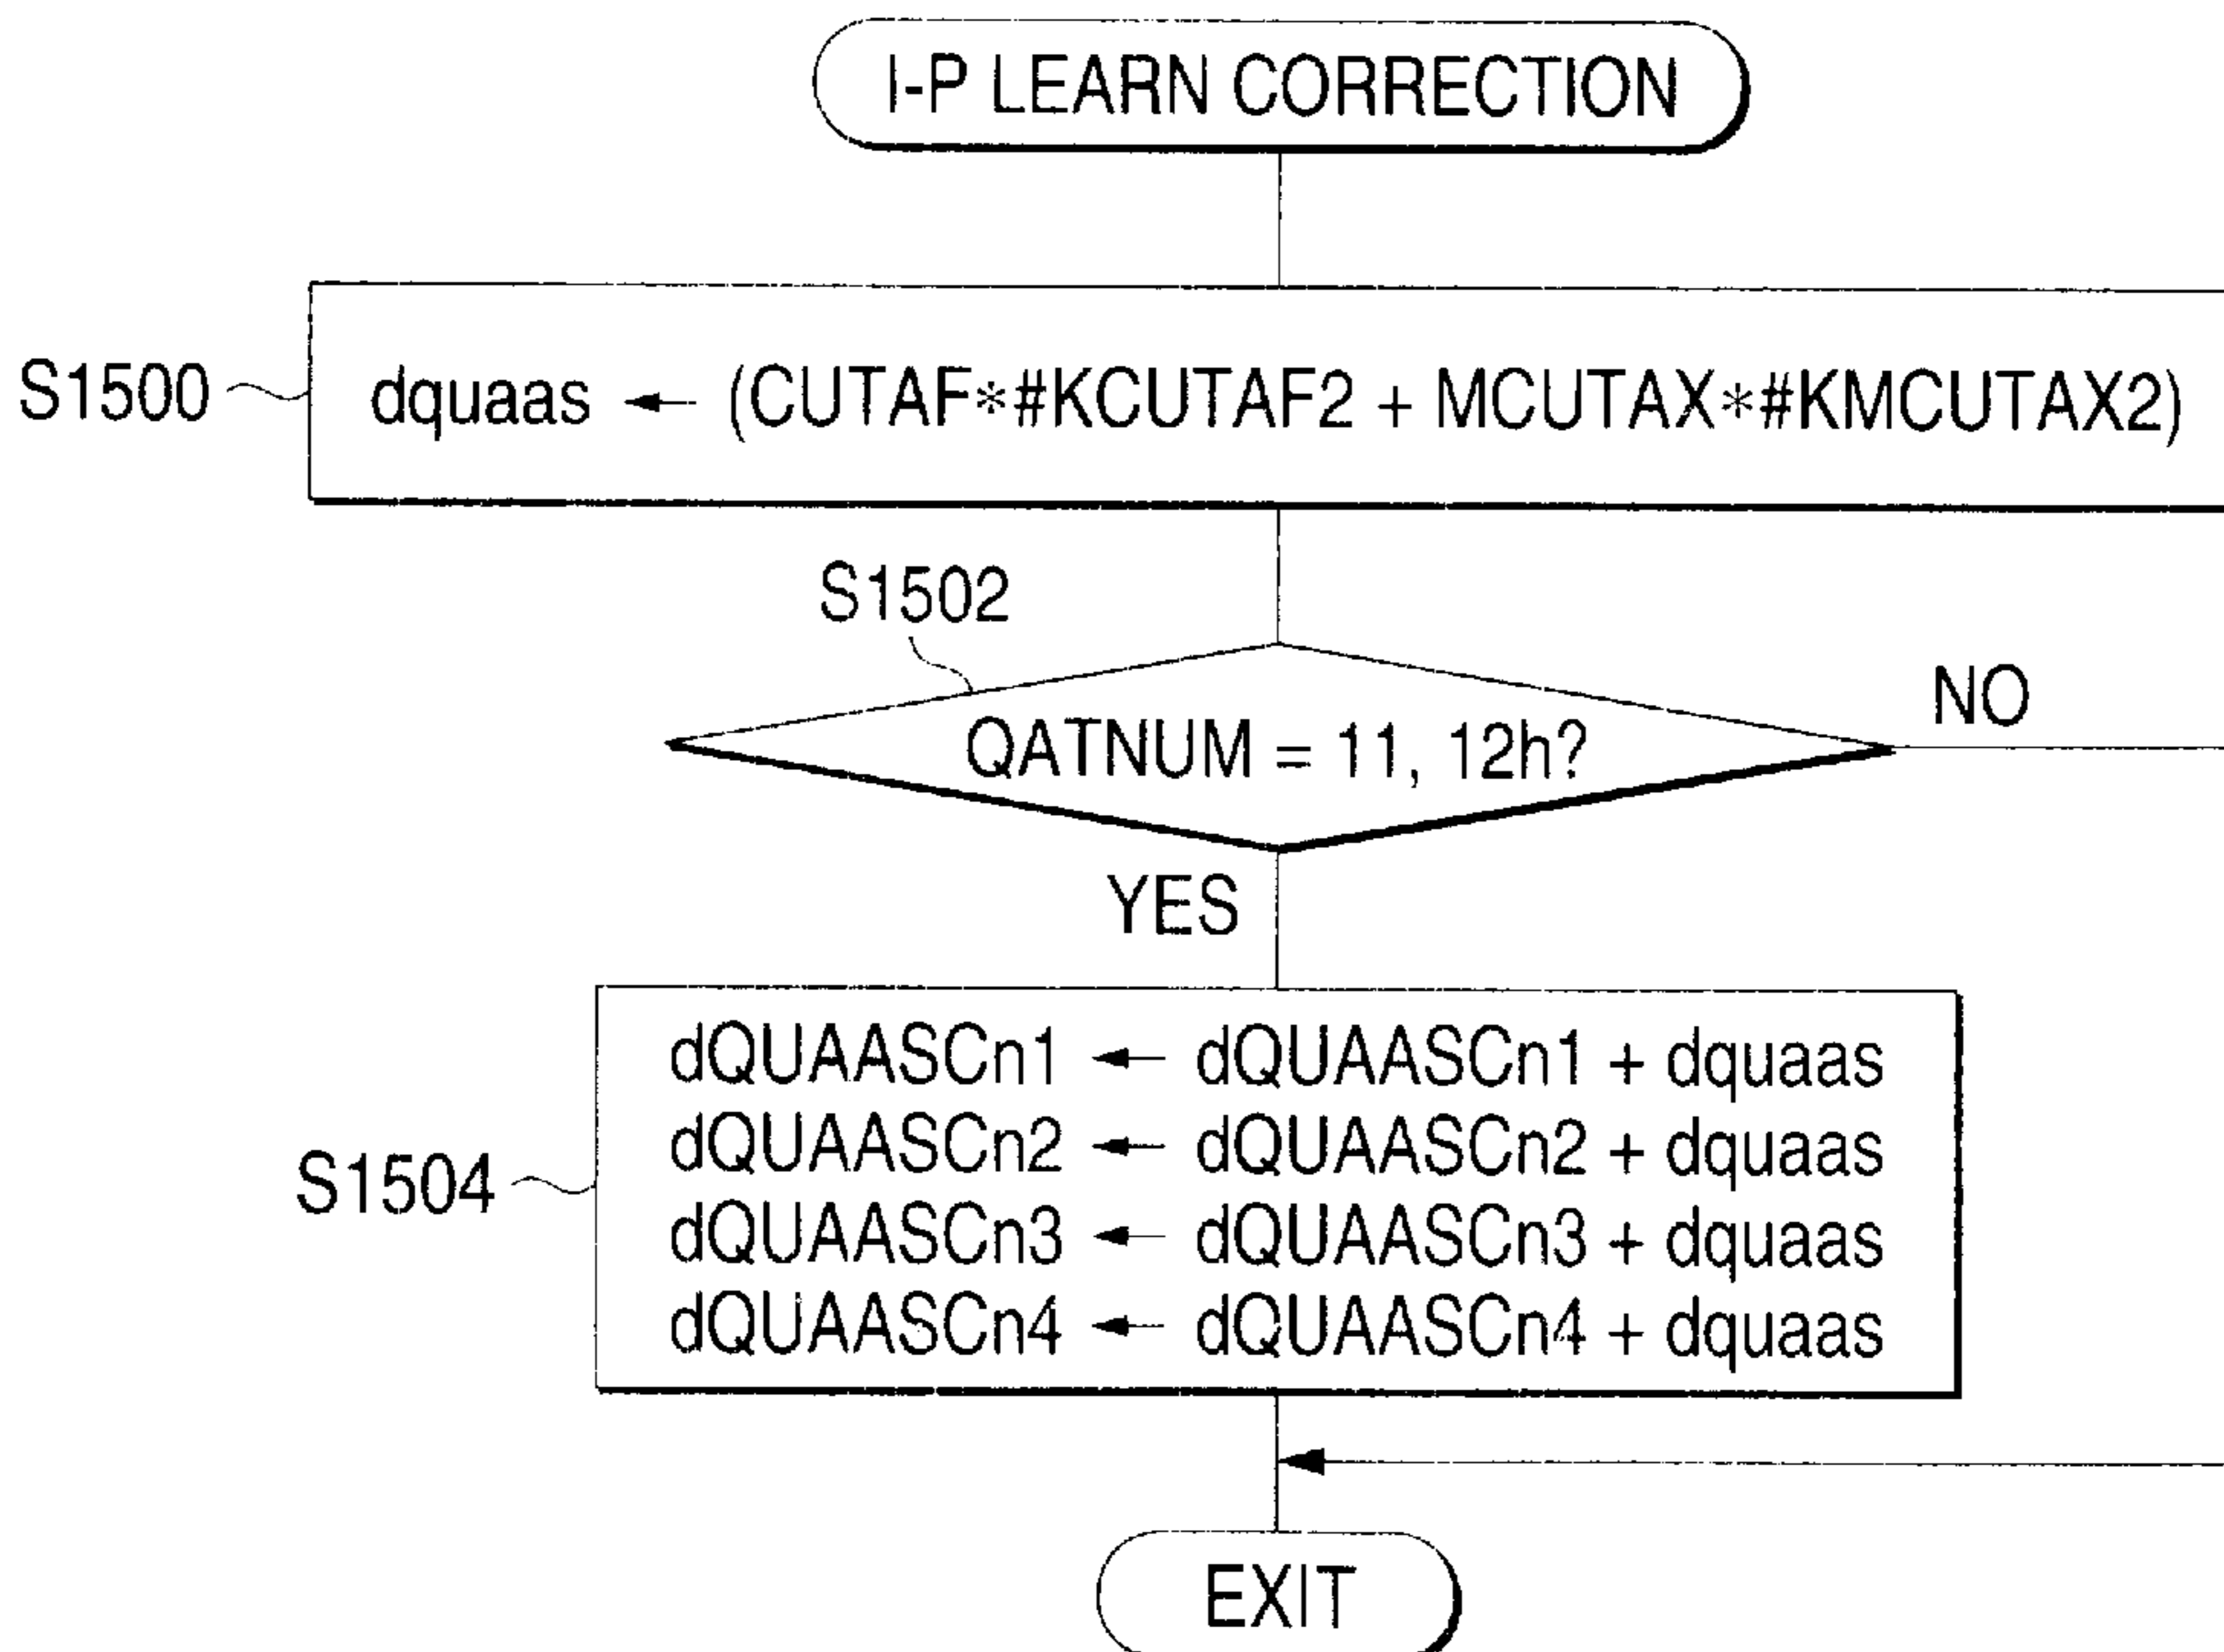 I-P LEARN CORRECTION
S1500
dquaas ← (CUTAF*#KCUTAF2 + MCUTAX*#KMCUTAX2)
S1502
QATNUM = 11, 12h?
NO
YES
S1504
dQUAASCn1 ← dQUAASCn1 + dquaas
dQUAASCn2 ← dQUAASCn2 + dquaas
dQUAASCn3 ← dQUAASCn3 + dquaas
dQUAASCn4 ← dQUAASCn4 + dquaas
EXIT